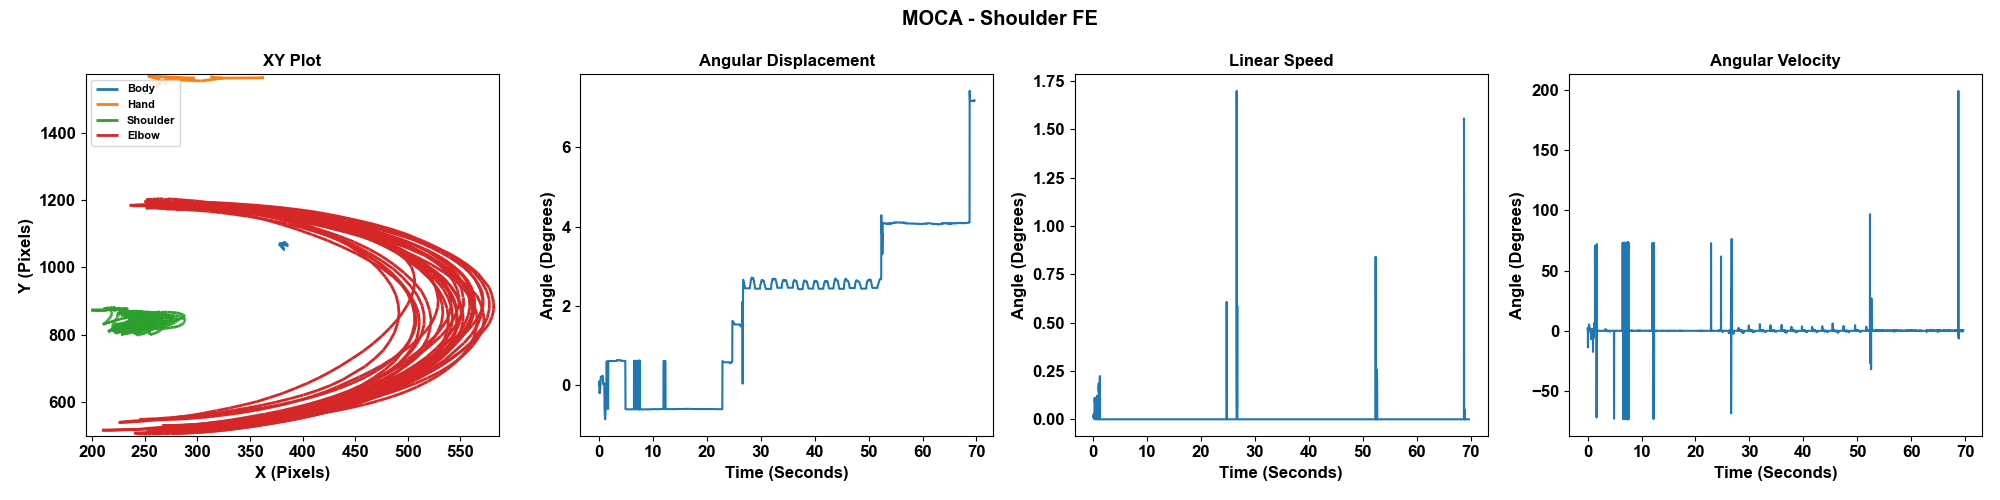 MOCA - Shoulder FE
XY Plot
Y (Pixels)
1400
1200
1000
800
600
Body
Hand
Shoulder
Elbow
200 250 300 350 400 450 500 550
X (Pixels)
Angular Displacement
Angle (Degrees)
6
4
2
0
0 10 20 30 40 50 60 70
Time (Seconds)
Linear Speed
Angle (Degrees)
1.75
1.50
1.25
1.00
0.75
0.50
0.25
0.00
0 10 20 30 40 50 60 70
Time (Seconds)
Angular Velocity
Angle (Degrees)
200
150
100
50
0
−50
0 10 20 30 40 50 60 70
Time (Seconds)